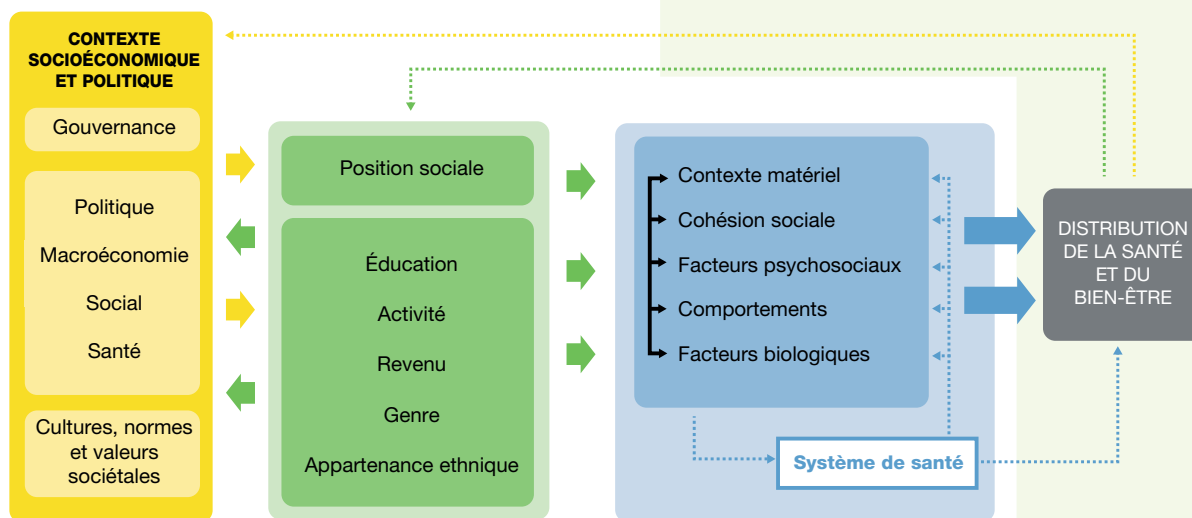 CONTEXTE
SOCIOÉCONOMIQUE
ET POLITIQUE
Gouvernance
Politique
Macroéconomie
Social
Santé
Cultures, normes
et valeurs
sociétales
Position sociale
Éducation
Activité
Revenu
Genre
Appartenance ethnique
Contexte matériel
Cohésion sociale
Facteurs psychosociaux
Comportements
Facteurs biologiques
Système de santé
DISTRIBUTION
DE LA SANTÉ
ET DU
BIEN-ÊTRE